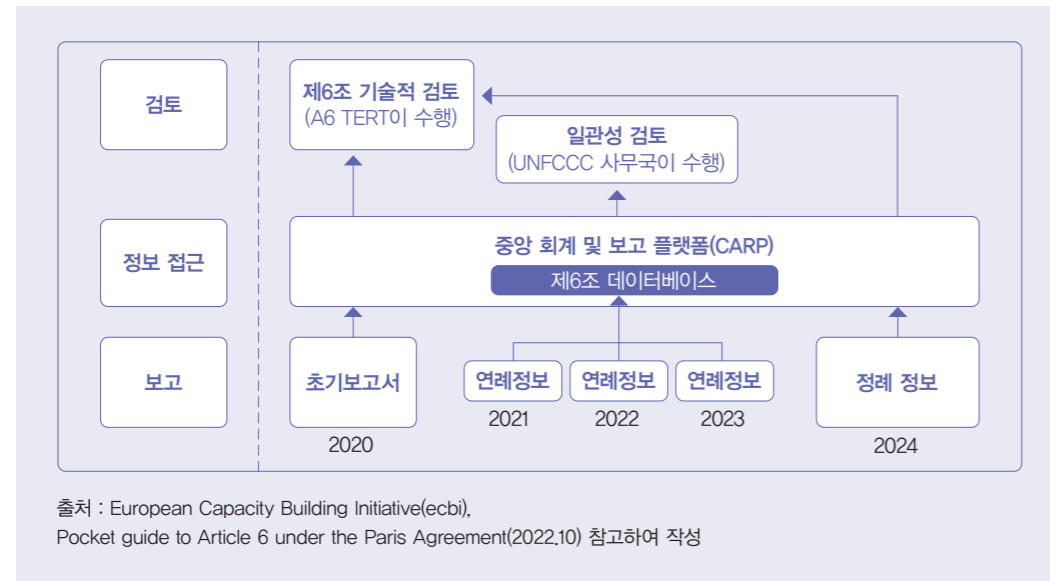 검토
제6조 기술적 검토
(A6 TERT이 수행)
일관성 검토
(UNFCCC 사무국이 수행)
정보 접근
중앙 회계 및 보고 플랫폼(CARP)
제6조 데이터베이스
보고
초기보고서
연례정보
연례정보
연례정보
정례 정보
2020
2021
2022
2023
2024
출처 : European Capacity Building Initiative(ecbi),
Pocket guide to Article 6 under the Paris Agreement(2022.10) 참고하여 작성